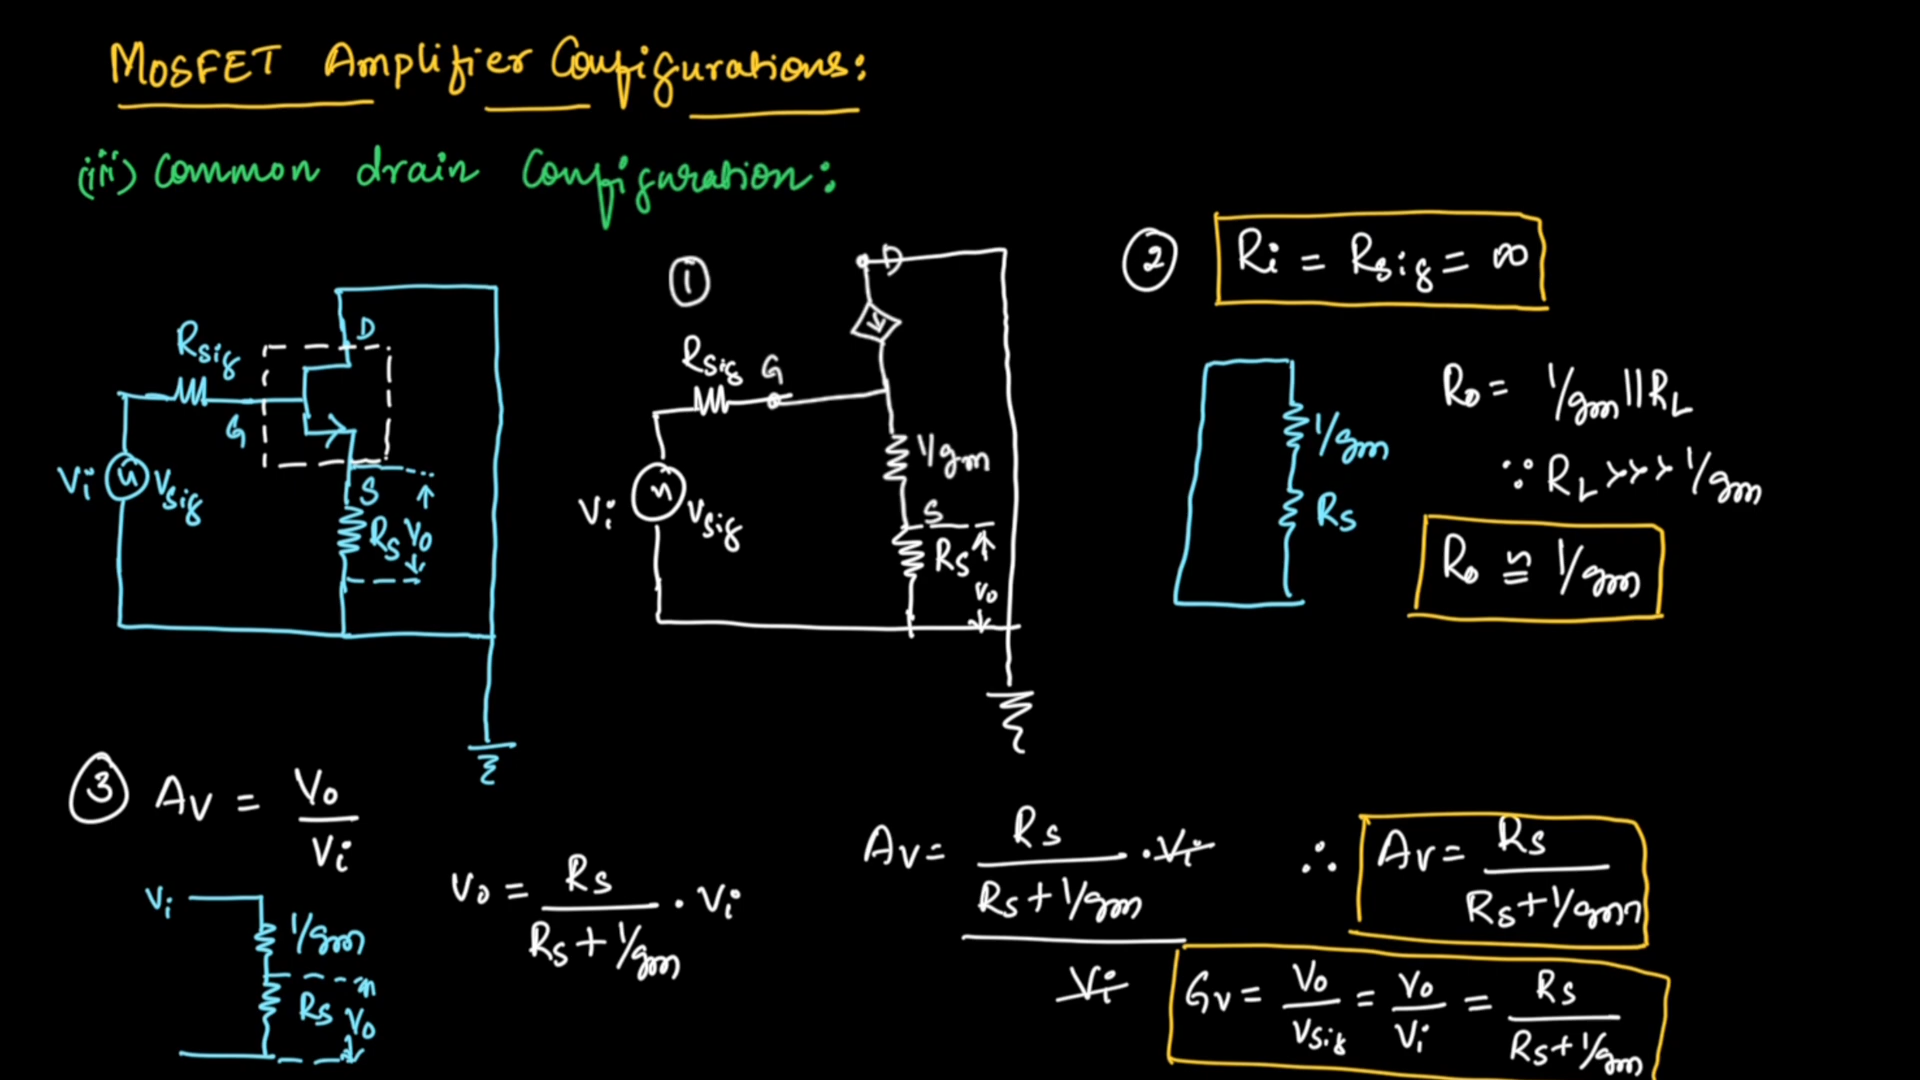 MOSFET Amplifier Configurations:
(iii) Common drain Configuration:
Rsig
D
G
Vi
Vsig
S
Rs Vo
①
D
Rsig
G
1/gm
Vi
Vsig
S
Rs
Vo
② Ri = Rsig = ∞
1/gm
Rs
Ro = 1/gm || RL
∵ RL >>> 1/gm
Ro ≌ 1/gm
③ Av = Vo / Vi
Vi
1/gm
Rs Vo
Vo = Rs / (Rs + 1/gm) · Vi
Av = Rs / (Rs + 1/gm) · Vi / Vi
∴ Av = Rs / (Rs + 1/gm)
Gv = Vo / Vsig = Vo / Vi = Rs / (Rs + 1/gm)